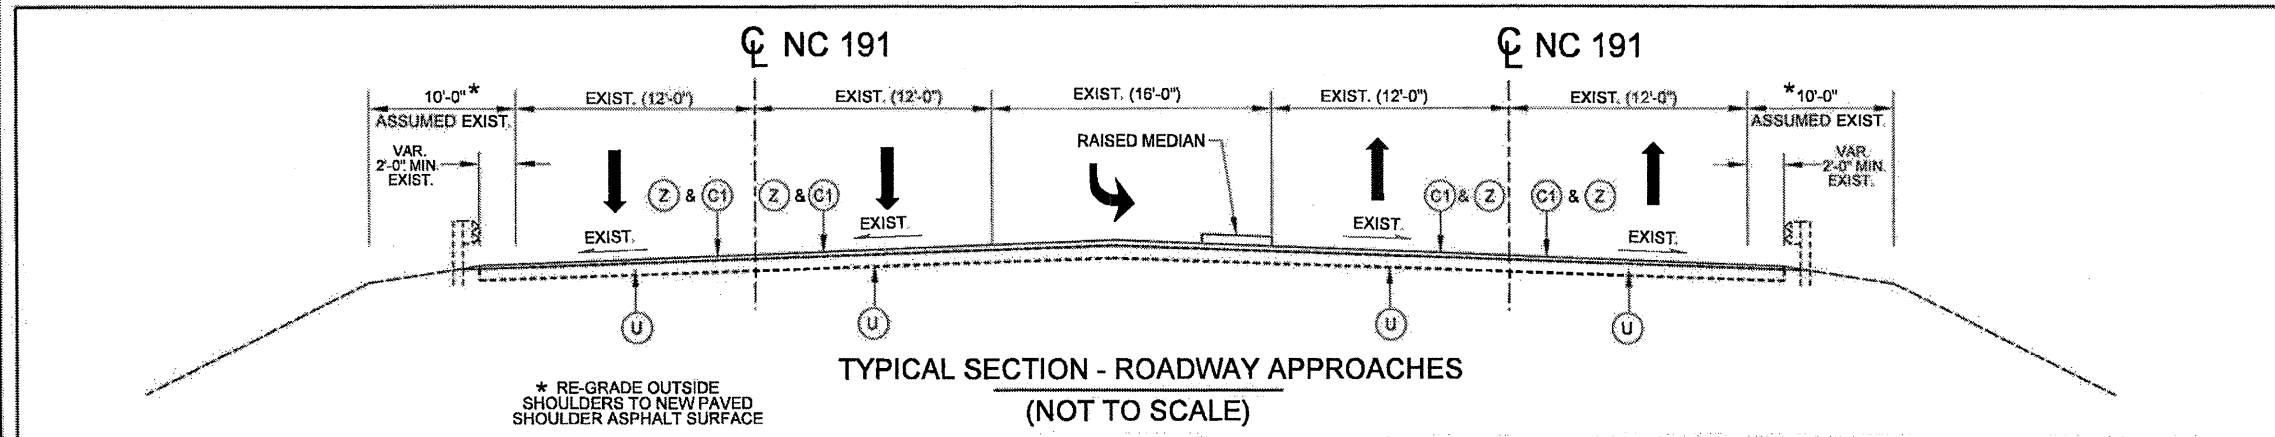 ℄ NC 191
℄ NC 191
10'-0"*
ASSUMED EXIST.
EXIST. (12'-0")
EXIST. (12'-0")
EXIST. (16'-0")
EXIST. (12'-0")
EXIST. (12'-0")
*10'-0"
ASSUMED EXIST.
VAR.
2'-0" MIN.
EXIST.
RAISED MEDIAN
VAR.
2'-0" MIN.
EXIST.
Z & C1
Z & C1
C1 & Z
C1 & Z
EXIST.
EXIST.
EXIST.
EXIST.
U
U
U
U
TYPICAL SECTION - ROADWAY APPROACHES
(NOT TO SCALE)
* RE-GRADE OUTSIDE
SHOULDERS TO NEW PAVED
SHOULDER ASPHALT SURFACE